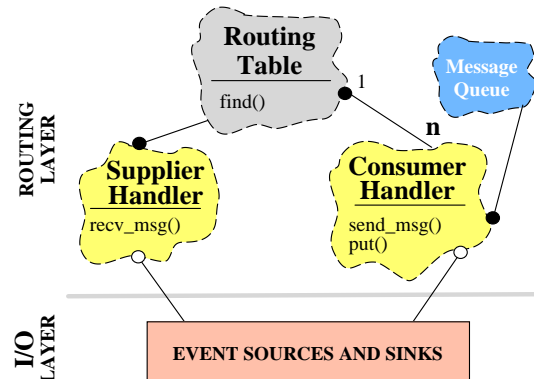 Routing
Table
find()
1
Message
Queue
n
ROUTING
LAYER
Supplier
Handler
recv_msg()
Consumer
Handler
send_msg()
put()
I/O
LAYER
EVENT SOURCES AND SINKS